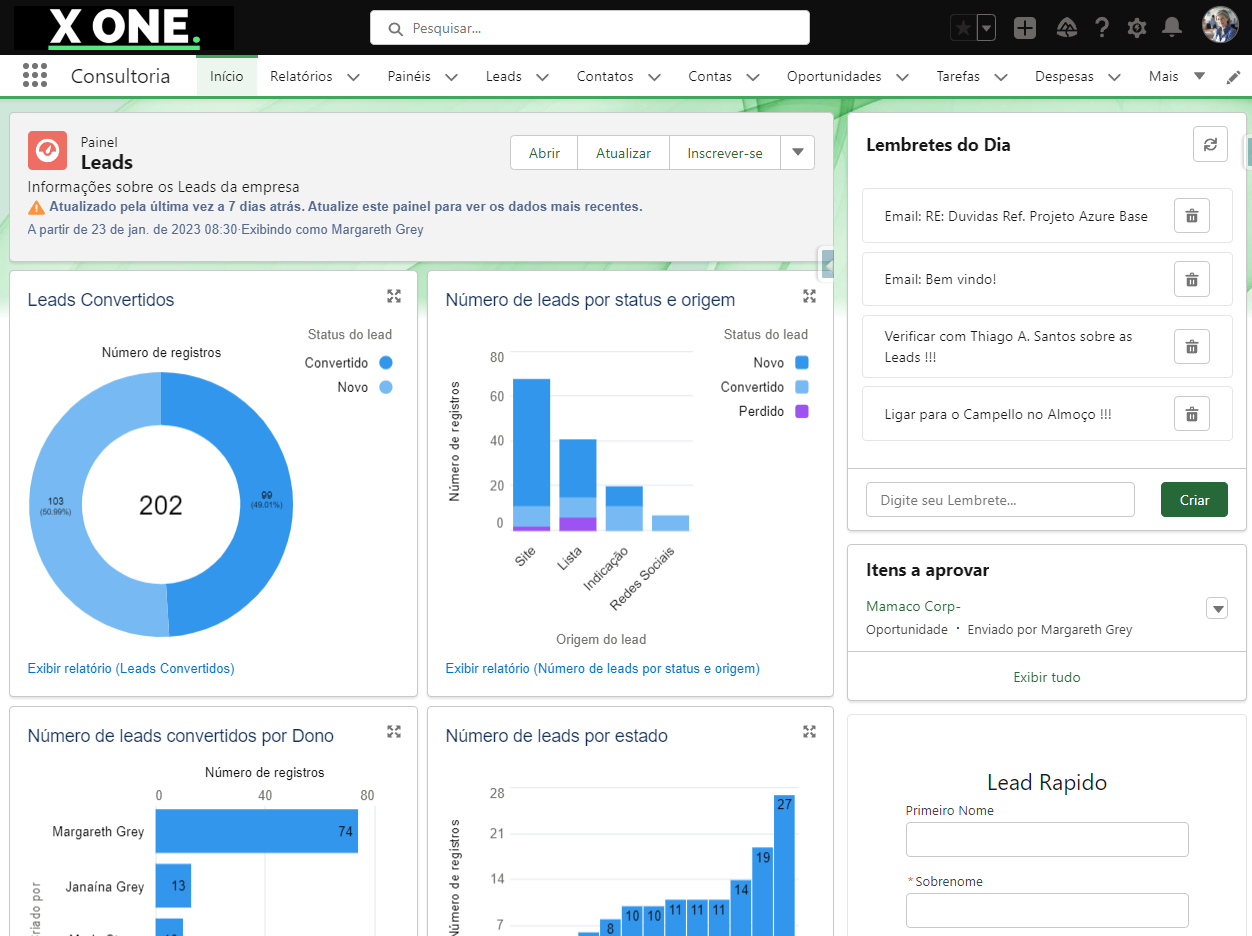 X ONE.
Pesquisar...
Consultoria
Início
Relatórios
Painéis
Leads
Contatos
Contas
Oportunidades
Tarefas
Despesas
Mais
Painel
Leads
Abrir
Atualizar
Inscrever-se
Informações sobre os Leads da empresa
Atualizado pela última vez a 7 dias atrás. Atualize este painel para ver os dados mais recentes.
A partir de 23 de jan. de 2023 08:30·Exibindo como Margareth Grey
Leads Convertidos
Status do lead
Número de registros
Convertido
Novo
103
(50.99%)
202
99
(49.01%)
Exibir relatório (Leads Convertidos)
Número de leads por status e origem
Status do lead
Novo
Convertido
Perdido
80
60
40
20
0
Número de registros
Site
Lista
Indicação
Redes Sociais
Origem do lead
Exibir relatório (Número de leads por status e origem)
Número de leads convertidos por Dono
Número de registros
0
40
80
Margareth Grey
74
Janaína Grey
13
Número de leads por estado
28
21
14
7
Número de registros
8
10
10
11
11
11
14
19
27
Lembretes do Dia
Email: RE: Duvidas Ref. Projeto Azure Base
Email: Bem vindo!
Verificar com Thiago A. Santos sobre as
Leads !!!
Ligar para o Campello no Almoço !!!
Digite seu Lembrete...
Criar
Itens a aprovar
Mamaco Corp-
Oportunidade · Enviado por Margareth Grey
Exibir tudo
Lead Rapido
Primeiro Nome
*Sobrenome